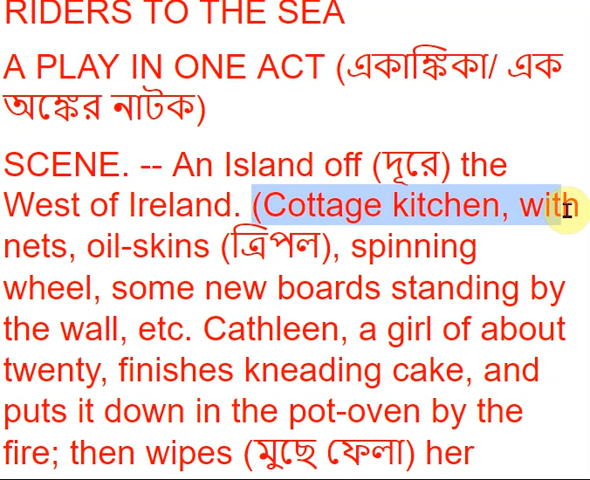 RIDERS TO THE SEA
A PLAY IN ONE ACT (একাঙ্কিকা/ এক
অঙ্কের নাটক)
SCENE. -- An Island off (দূরে) the
West of Ireland. (Cottage kitchen, with
nets, oil-skins (ত্রিপল), spinning
wheel, some new boards standing by
the wall, etc. Cathleen, a girl of about
twenty, finishes kneading cake, and
puts it down in the pot-oven by the
fire; then wipes (মুছে ফেলা) her